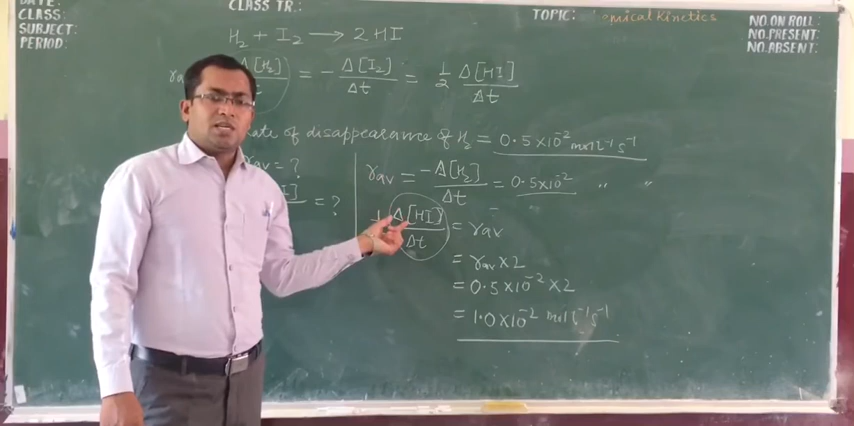 CLASS TR.:
TOPIC: emical Kinetics
CLASS:
SUBJECT:
PERIOD:
NO.ON ROLL:
NO.PRESENT:
NO.ABSENT:
H₂ + I₂ ⟶ 2HI
Δ[H₂] = - Δ[I₂]/Δt = 1/2 Δ[HI]/Δt
ate of disappearance of H₂ = 0.5×10⁻² mol l⁻¹ s⁻¹
rav = ?
I] = ?
rav = -Δ[H₂]/Δt = 0.5×10⁻² " "
Δ[HI]/Δt = rav
= rav × 2
= 0.5×10⁻² × 2
= 1.0×10⁻² mol l⁻¹ s⁻¹